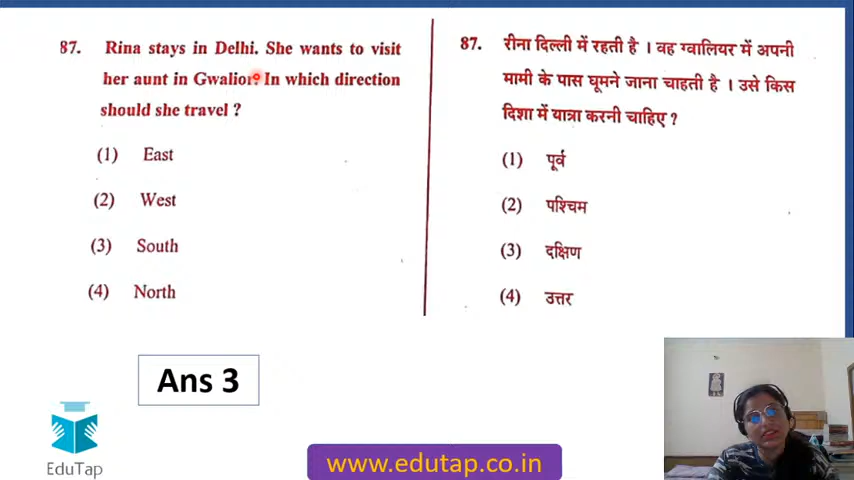 87. Rina stays in Delhi. She wants to visit
her aunt in Gwalior. In which direction
should she travel ?
(1) East
(2) West
(3) South
(4) North
87. रीना दिल्ली में रहती है । वह ग्वालियर में अपनी
मामी के पास घूमने जाना चाहती है । उसे किस
दिशा में यात्रा करनी चाहिए ?
(1) पूर्व
(2) पश्चिम
(3) दक्षिण
(4) उत्तर
Ans 3
EduTap
www.edutap.co.in